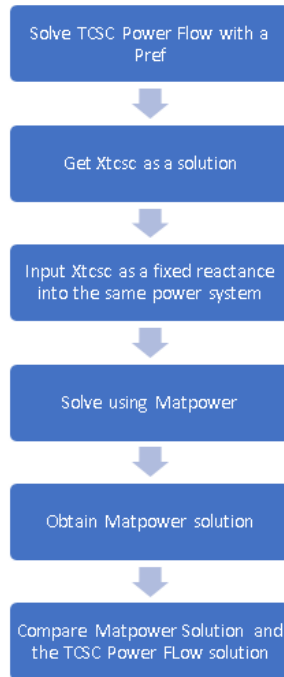 Solve TCSC Power Flow with a
Pref
Get Xtcsc as a solution
Input Xtcsc as a fixed reactance
into the same power system
Solve using Matpower
Obtain Matpower solution
Compare Matpower Solution and
the TCSC Power FLow solution